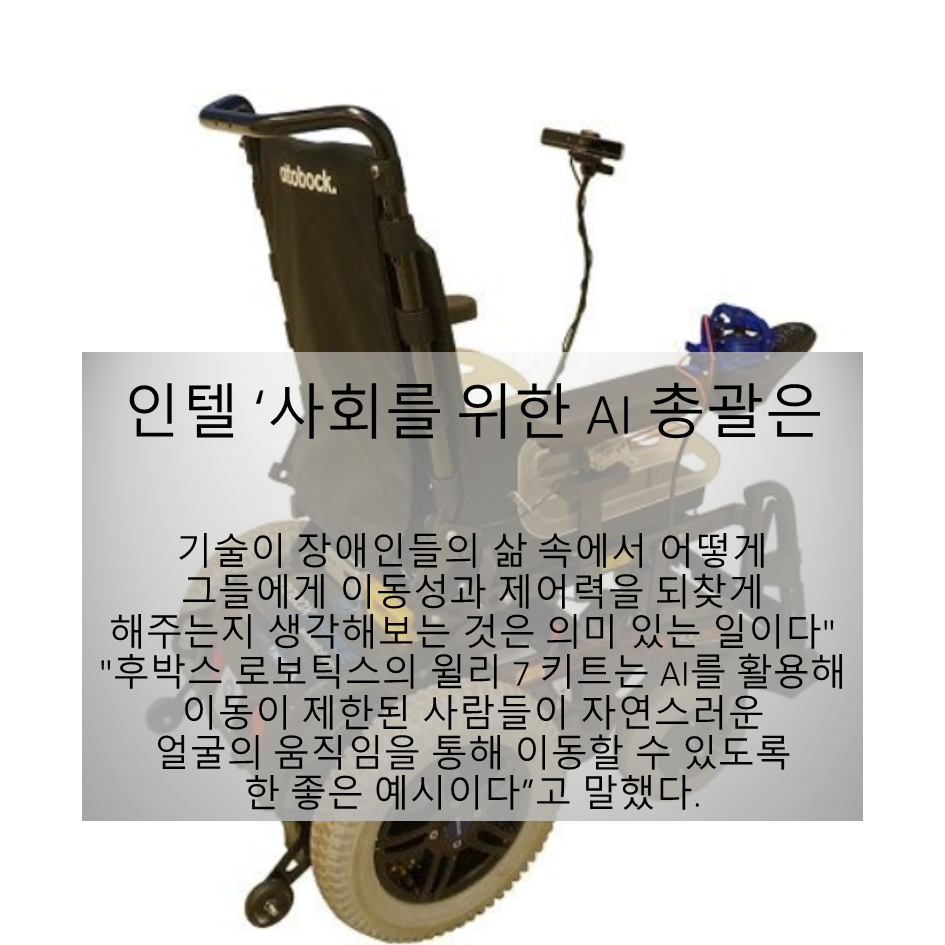 ottobock.
인텔 ‘사회를 위한 AI 총괄은
기술이 장애인들의 삶 속에서 어떻게
그들에게 이동성과 제어력을 되찾게
해주는지 생각해보는 것은 의미 있는 일이다"
"후박스 로보틱스의 윌리 7 키트는 AI를 활용해
이동이 제한된 사람들이 자연스러운
얼굴의 움직임을 통해 이동할 수 있도록
한 좋은 예시이다”고 말했다.